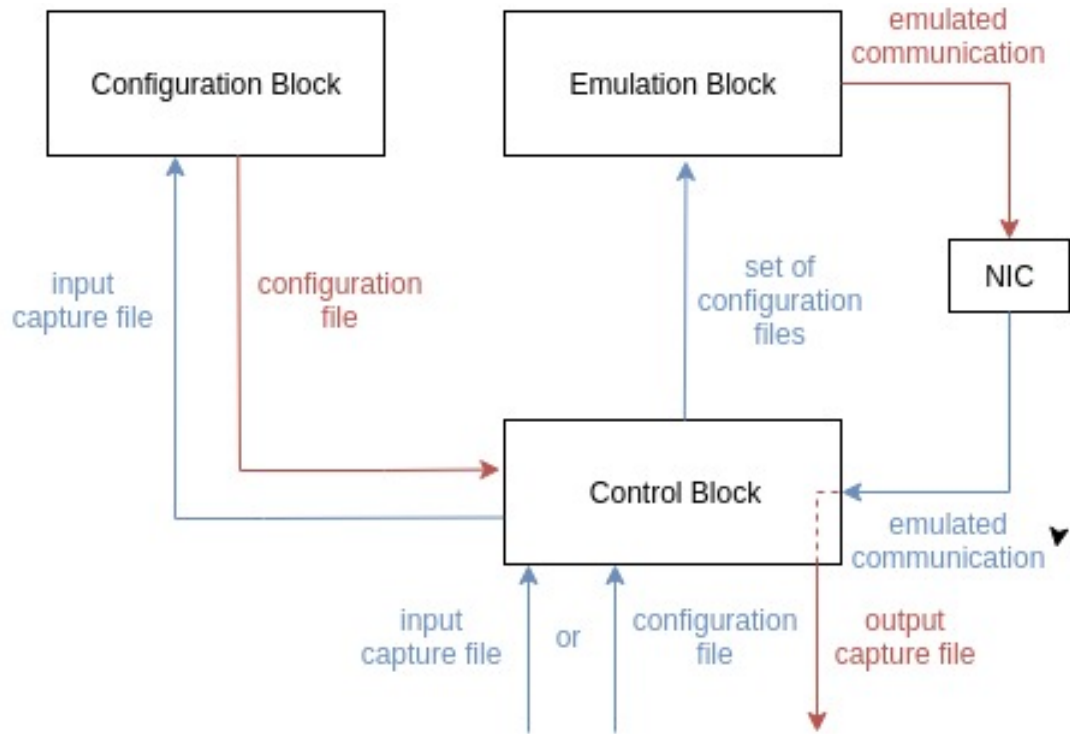 emulated
communication
Configuration Block
Emulation Block
input
capture file
configuration
file
set of
configuration
files
NIC
Control Block
emulated
communication
input
capture file
or
configuration
file
output
capture file